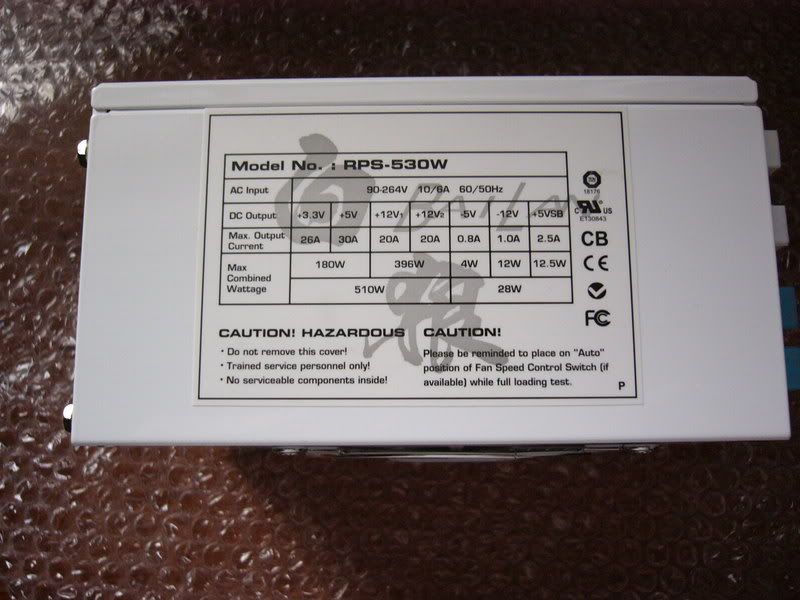 Model No. : RPS-530W
AC Input 90-264V 10/6A 60/50Hz
DC Output +3.3V +5V +12V1 +12V2 -5V -12V +5VSB
Max. Output Current 26A 30A 20A 20A 0.8A 1.0A 2.5A
Max Combined Wattage 180W 396W 4W 12W 12.5W
510W 28W
18176
C US
E130843
CB
CE
FC
CAUTION! HAZARDOUS
• Do not remove this cover!
• Trained service personnel only!
• No serviceable components inside!
CAUTION!
Please be reminded to place on "Auto"
position of Fan Speed Control Switch (if
available) while full loading test.
P
白